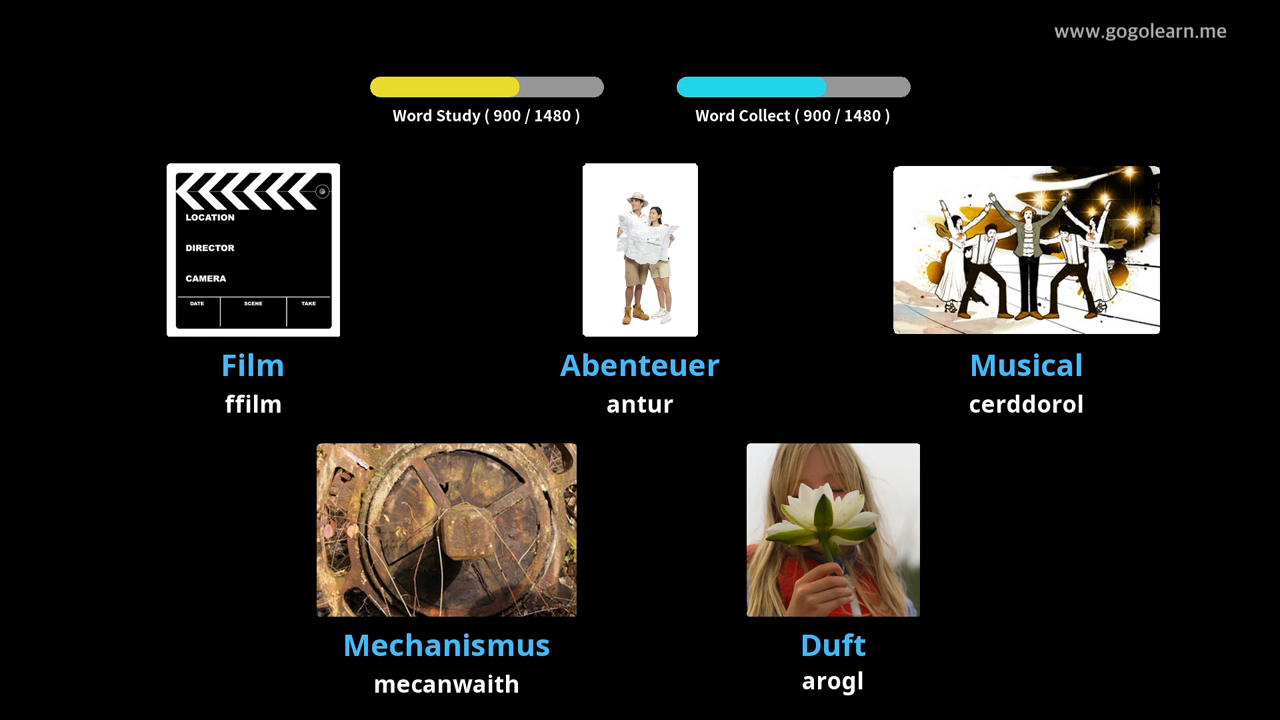 www.gogolearn.me
Word Study ( 900 / 1480 )
Word Collect ( 900 / 1480 )
LOCATION
DIRECTOR
CAMERA
DATE SCENE TAKE
Film
ffilm
Abenteuer
antur
Musical
cerddorol
Mechanismus
mecanwaith
Duft
arogl